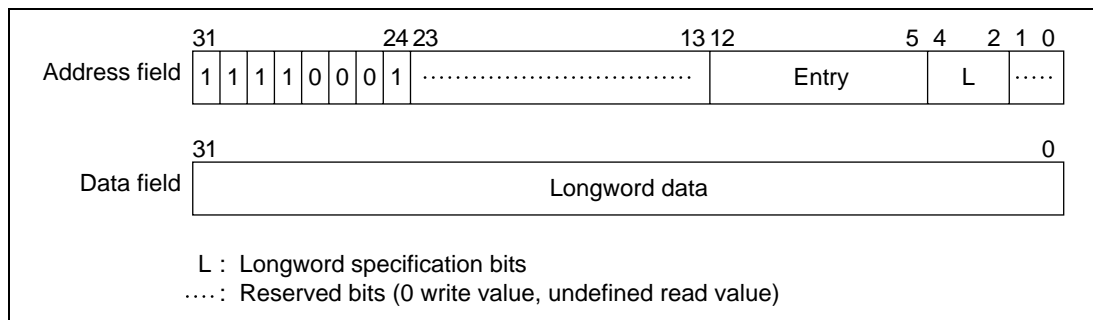 31 24 23 13 12 5 4 2 1 0
Address field 1 1 1 1 0 0 0 1 ................................ Entry L .....
31 0
Data field Longword data
L : Longword specification bits
.... : Reserved bits (0 write value, undefined read value)